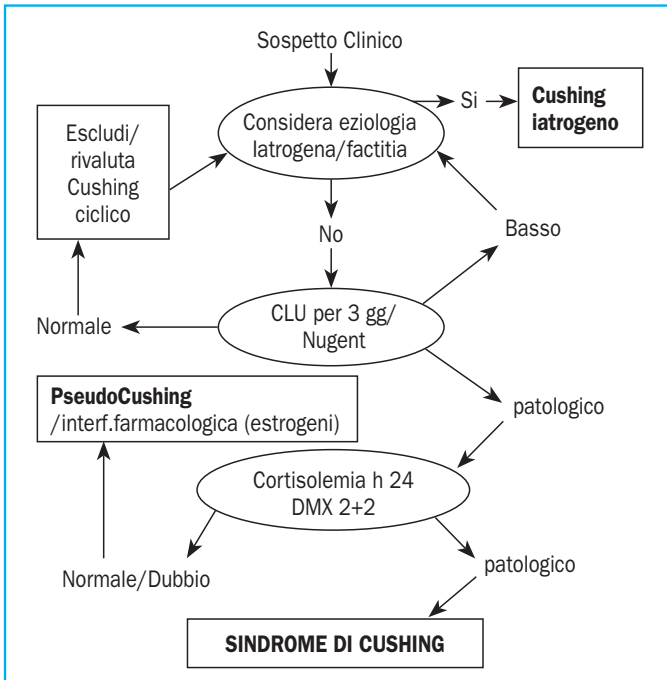 Sospetto Clinico
Considera eziologia
Iatrogena/factitia
Si
Cushing
iatrogeno
Escludi/
rivaluta
Cushing
ciclico
No
Basso
Normale
CLU per 3 gg/
Nugent
PseudoCushing
/interf.farmacologica (estrogeni)
patologico
Cortisolemia h 24
DMX 2+2
Normale/Dubbio
patologico
SINDROME DI CUSHING